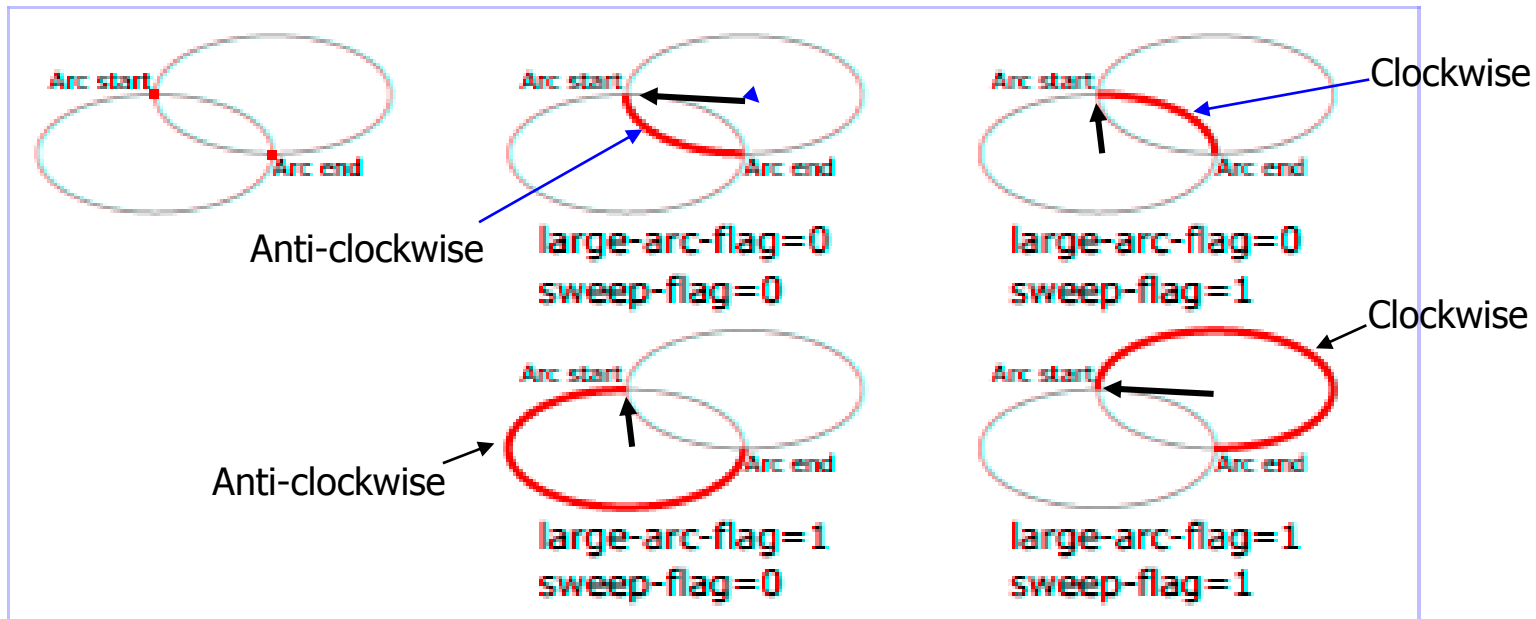 Arc start
Arc end
Arc start
Arc end
Anti-clockwise
large-arc-flag=0
sweep-flag=0
Arc start
Clockwise
Arc end
large-arc-flag=0
sweep-flag=1
Arc start
Arc end
Anti-clockwise
large-arc-flag=1
sweep-flag=0
Clockwise
Arc start
Arc end
large-arc-flag=1
sweep-flag=1